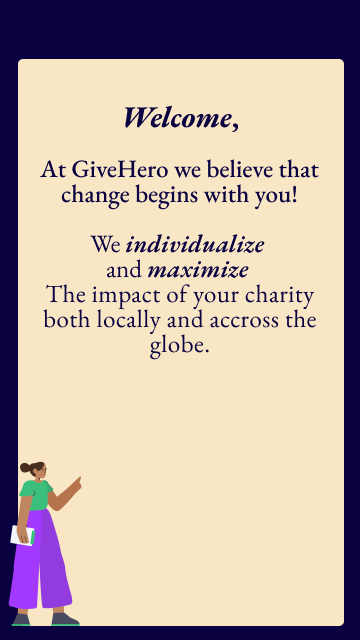 Welcome,
At GiveHero we believe that
change begins with you!
We individualize
and maximize
The impact of your charity
both locally and accross the
globe.